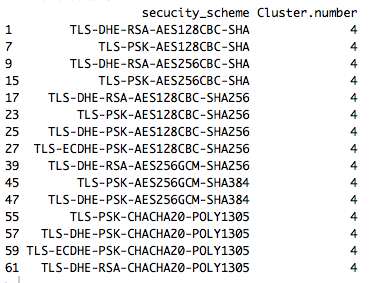 secucity_scheme Cluster.number
1 TLS-DHE-RSA-AES128CBC-SHA 4
7 TLS-PSK-AES128CBC-SHA 4
9 TLS-DHE-RSA-AES256CBC-SHA 4
15 TLS-PSK-AES256CBC-SHA 4
17 TLS-DHE-RSA-AES128CBC-SHA256 4
23 TLS-PSK-AES128CBC-SHA256 4
25 TLS-DHE-PSK-AES128CBC-SHA256 4
27 TLS-ECDHE-PSK-AES128CBC-SHA256 4
39 TLS-DHE-RSA-AES256GCM-SHA256 4
45 TLS-PSK-AES256GCM-SHA384 4
47 TLS-DHE-PSK-AES256GCM-SHA384 4
55 TLS-PSK-CHACHA20-POLY1305 4
57 TLS-DHE-PSK-CHACHA20-POLY1305 4
59 TLS-ECDHE-PSK-CHACHA20-POLY1305 4
61 TLS-DHE-RSA-CHACHA20-POLY1305 4